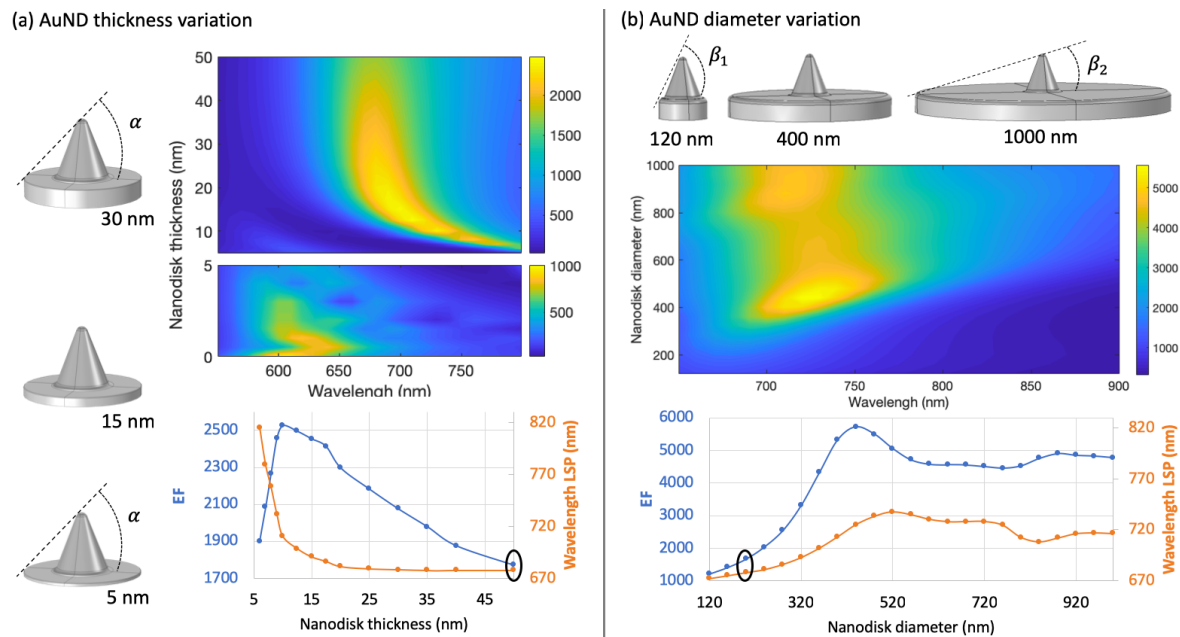 (a) AuND thickness variation
α
30 nm
15 nm
α
5 nm
Nanodisk thickness (nm)
50
40
30
20
10
5
0
2000
1500
1000
500
1000
500
600
650
700
750
Wavelengh (nm)
EF
2500
2300
2100
1900
1700
820
770
720
670
Wavelength LSP (nm)
5
15
25
35
45
Nanodisk thickness (nm)
(b) AuND diameter variation
β1
β2
120 nm
400 nm
1000 nm
Nanodisk diameter (nm)
1000
800
600
400
200
5000
4000
3000
2000
1000
700
750
800
850
900
Wavelengh (nm)
EF
6000
5000
4000
3000
2000
1000
820
770
720
670
Wavelength LSP (nm)
120
320
520
720
920
Nanodisk diameter (nm)